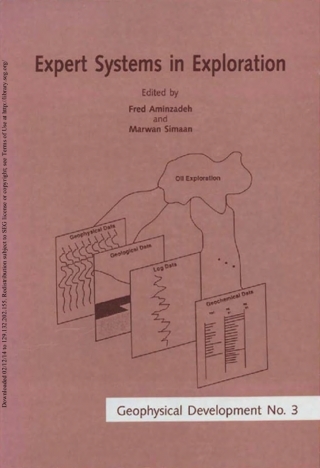 Expert Systems in Exploration
Edited by
Fred Aminzadeh
and
Marwan Simaan
Oil Exploration
Geophysical Data
Geological Data
Log Data
Geochemical Data
Geophysical Development No. 3
Downloaded 02/12/14 to 129.132.202.155. Redistribution subject to SEG license or copyright; see Terms of Use at http://library.seg.org/